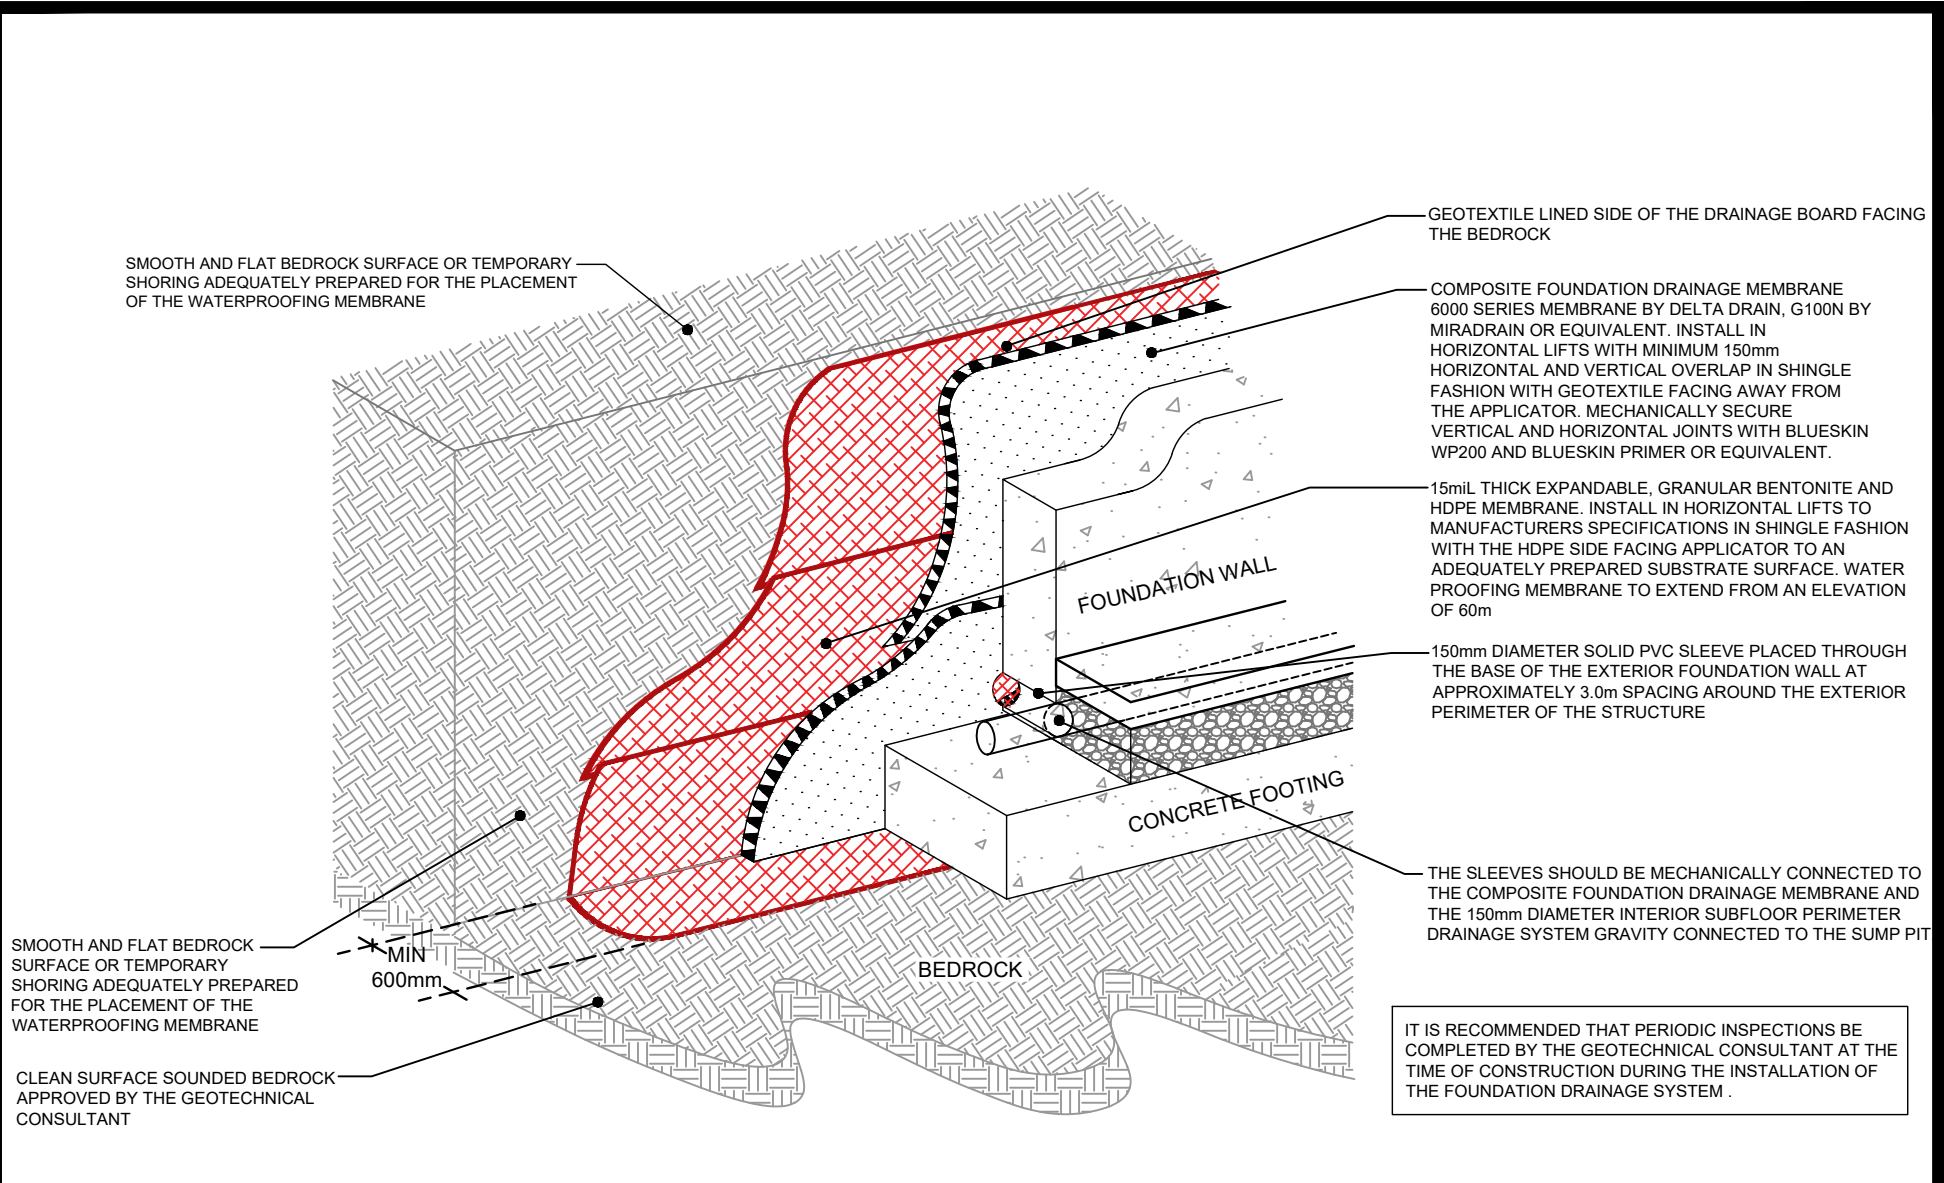 SMOOTH AND FLAT BEDROCK SURFACE OR TEMPORARY
SHORING ADEQUATELY PREPARED FOR THE PLACEMENT
OF THE WATERPROOFING MEMBRANE
GEOTEXTILE LINED SIDE OF THE DRAINAGE BOARD FACING
THE BEDROCK
COMPOSITE FOUNDATION DRAINAGE MEMBRANE
6000 SERIES MEMBRANE BY DELTA DRAIN, G100N BY
MIRADRAIN OR EQUIVALENT. INSTALL IN
HORIZONTAL LIFTS WITH MINIMUM 150mm
HORIZONTAL AND VERTICAL OVERLAP IN SHINGLE
FASHION WITH GEOTEXTILE FACING AWAY FROM
THE APPLICATOR. MECHANICALLY SECURE
VERTICAL AND HORIZONTAL JOINTS WITH BLUESKIN
WP200 AND BLUESKIN PRIMER OR EQUIVALENT.
15miL THICK EXPANDABLE, GRANULAR BENTONITE AND
HDPE MEMBRANE. INSTALL IN HORIZONTAL LIFTS TO
MANUFACTURERS SPECIFICATIONS IN SHINGLE FASHION
WITH THE HDPE SIDE FACING APPLICATOR TO AN
ADEQUATELY PREPARED SUBSTRATE SURFACE. WATER
PROOFING MEMBRANE TO EXTEND FROM AN ELEVATION
OF 60m
FOUNDATION WALL
150mm DIAMETER SOLID PVC SLEEVE PLACED THROUGH
THE BASE OF THE EXTERIOR FOUNDATION WALL AT
APPROXIMATELY 3.0m SPACING AROUND THE EXTERIOR
PERIMETER OF THE STRUCTURE
CONCRETE FOOTING
THE SLEEVES SHOULD BE MECHANICALLY CONNECTED TO
THE COMPOSITE FOUNDATION DRAINAGE MEMBRANE AND
THE 150mm DIAMETER INTERIOR SUBFLOOR PERIMETER
DRAINAGE SYSTEM GRAVITY CONNECTED TO THE SUMP PIT
SMOOTH AND FLAT BEDROCK
SURFACE OR TEMPORARY
SHORING ADEQUATELY PREPARED
FOR THE PLACEMENT OF THE
WATERPROOFING MEMBRANE
MIN
600mm
BEDROCK
CLEAN SURFACE SOUNDED BEDROCK
APPROVED BY THE GEOTECHNICAL
CONSULTANT
IT IS RECOMMENDED THAT PERIODIC INSPECTIONS BE
COMPLETED BY THE GEOTECHNICAL CONSULTANT AT THE
TIME OF CONSTRUCTION DURING THE INSTALLATION OF
THE FOUNDATION DRAINAGE SYSTEM .